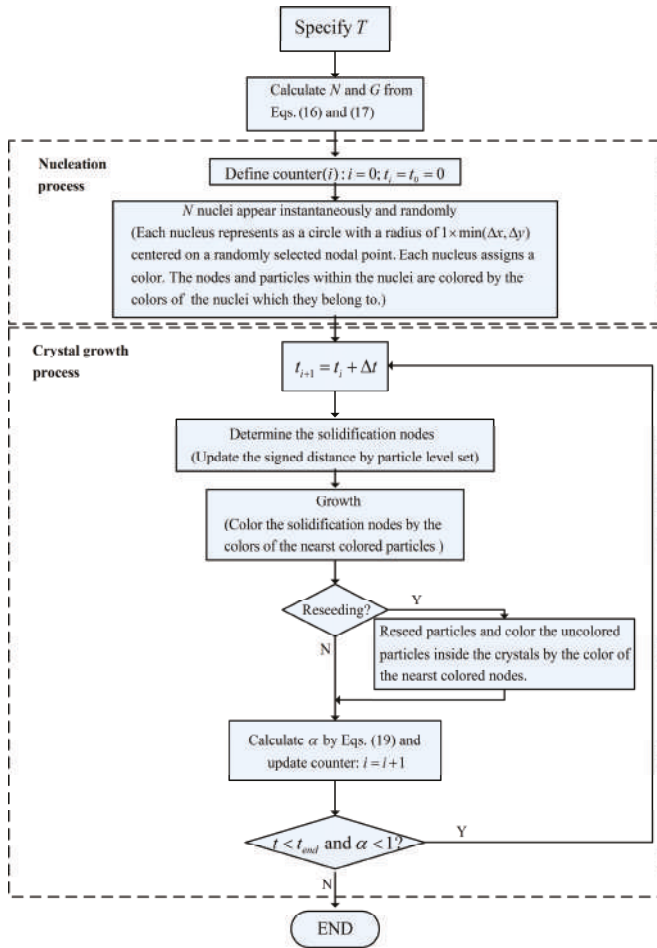 Specify T
Calculate N and G from
Eqs. (16) and (17)
Nucleation
process
Define counter(i) : i = 0; t_i = t_0 = 0
N nuclei appear instantaneously and randomly
(Each nucleus represents as a circle with a radius of 1×min(Δx, Δy)
centered on a randomly selected nodal point. Each nucleus assigns a
color. The nodes and particles within the nuclei are colored by the
colors of the nuclei which they belong to.)
Crystal growth
process
t_{i+1} = t_i + Δt
Determine the solidification nodes
(Update the signed distance by particle level set)
Growth
(Color the solidification nodes by the
colors of the nearst colored particles )
Reseeding?
Y
N
Reseed particles and color the uncolored
particles inside the crystals by the color of
the nearst colored nodes.
Calculate α by Eqs. (19) and
update counter: i = i+1
t < t_{end} and α < 1?
Y
N
END